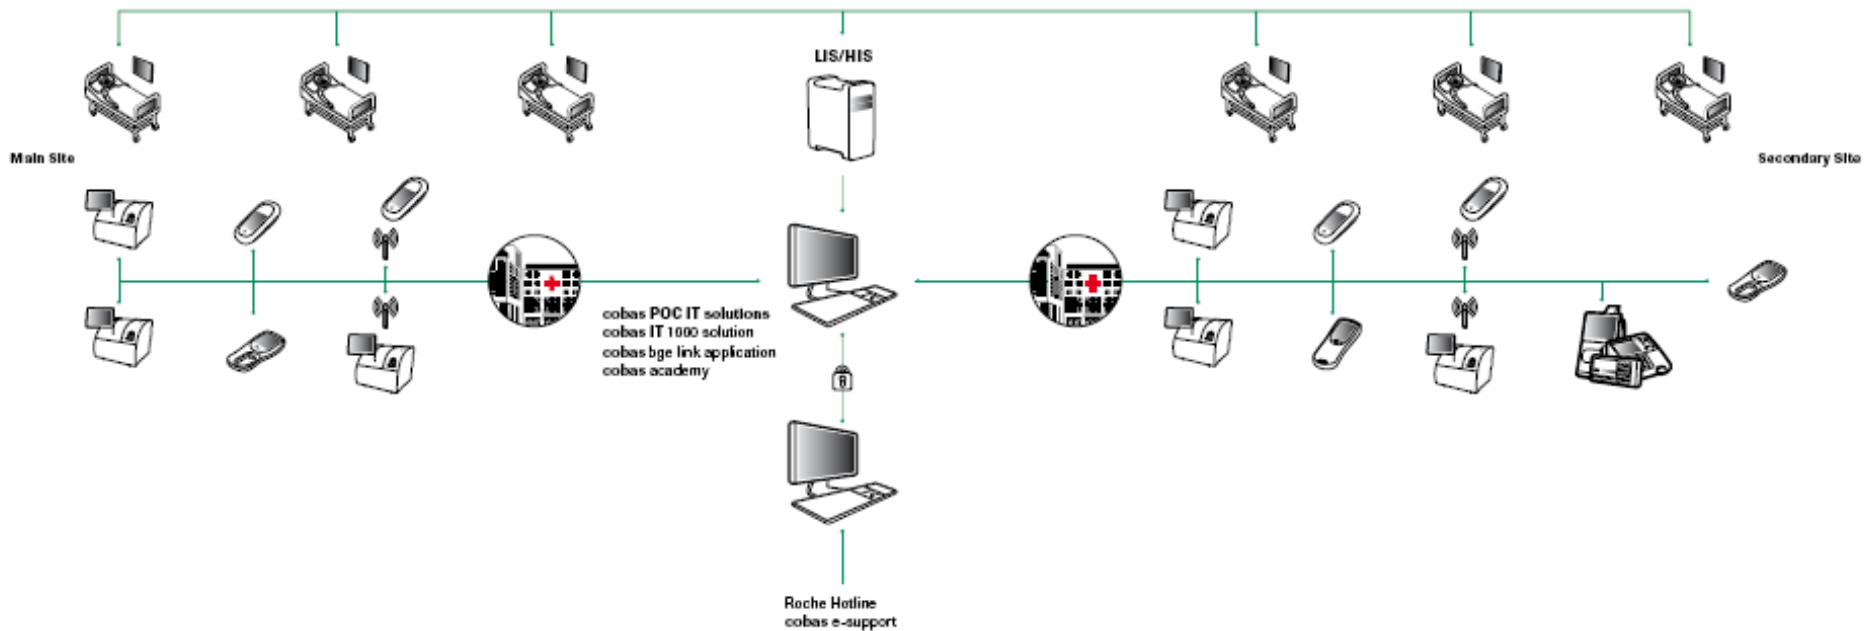 LIS/HIS
Main Site
Secondary Site
cobas POC IT solutions
cobas IT 1000 solution
cobas bge link application
cobas academy
Roche Hotline
cobas e-support